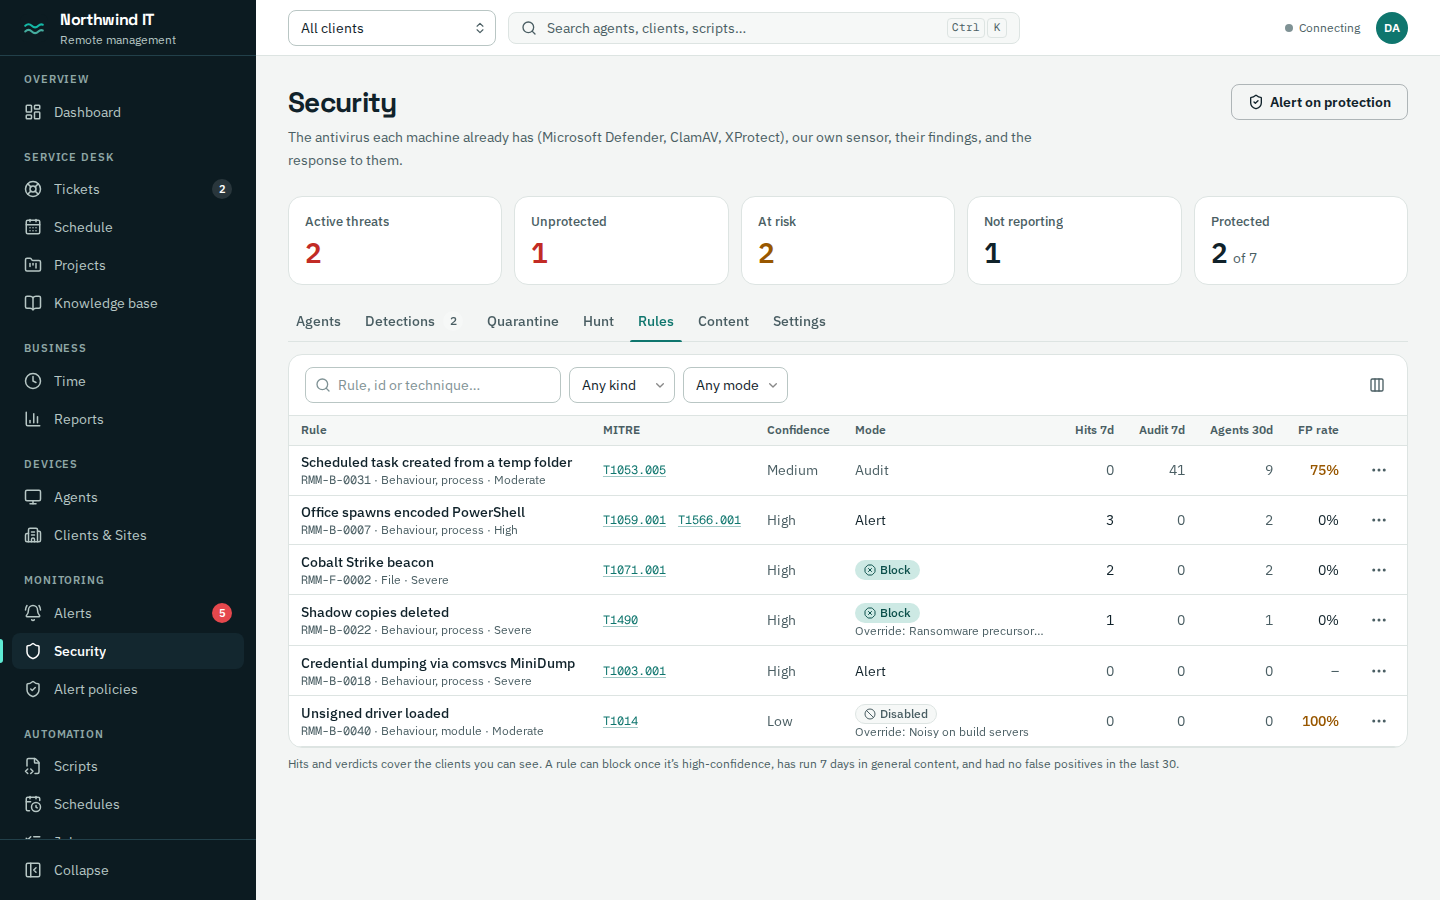 Northwind IT
Remote management
OVERVIEW
Dashboard
SERVICE DESK
Tickets 2
Schedule
Projects
Knowledge base
BUSINESS
Time
Reports
DEVICES
Agents
Clients & Sites
MONITORING
Alerts 5
Security
Alert policies
AUTOMATION
Scripts
Schedules
Collapse
All clients
Search agents, clients, scripts... Ctrl K
Connecting DA
Security
Alert on protection
The antivirus each machine already has (Microsoft Defender, ClamAV, XProtect), our own sensor, their findings, and the
response to them.
Active threats
2
Unprotected
1
At risk
2
Not reporting
1
Protected
2 of 7
Agents Detections 2 Quarantine Hunt Rules Content Settings
Rule, id or technique... Any kind Any mode
Rule MITRE Confidence Mode Hits 7d Audit 7d Agents 30d FP rate
Scheduled task created from a temp folder
RMM-B-0031 · Behaviour, process · Moderate
T1053.005 Medium Audit 0 41 9 75%
Office spawns encoded PowerShell
RMM-B-0007 · Behaviour, process · High
T1059.001 T1566.001 High Alert 3 0 2 0%
Cobalt Strike beacon
RMM-F-0002 · File · Severe
T1071.001 High Block 2 0 2 0%
Shadow copies deleted
RMM-B-0022 · Behaviour, process · Severe
T1490 High Block 1 0 1 0%
Override: Ransomware precursor...
Credential dumping via comsvcs MiniDump
RMM-B-0018 · Behaviour, process · Severe
T1003.001 High Alert 0 0 0 –
Unsigned driver loaded
RMM-B-0040 · Behaviour, module · Moderate
T1014 Low Disabled 0 0 0 100%
Override: Noisy on build servers
Hits and verdicts cover the clients you can see. A rule can block once it's high-confidence, has run 7 days in general content, and had no false positives in the last 30.